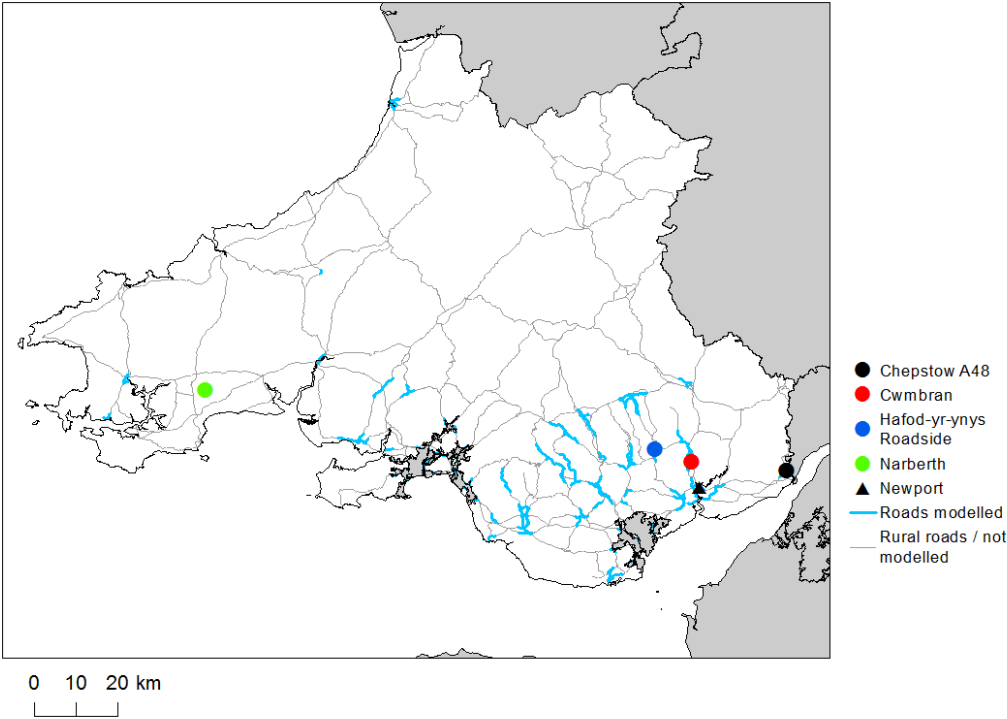 Chepstow A48
Cwmbran
Hafod-yr-ynys
Roadside
Narberth
Newport
Roads modelled
Rural roads / not
modelled
0 10 20 km